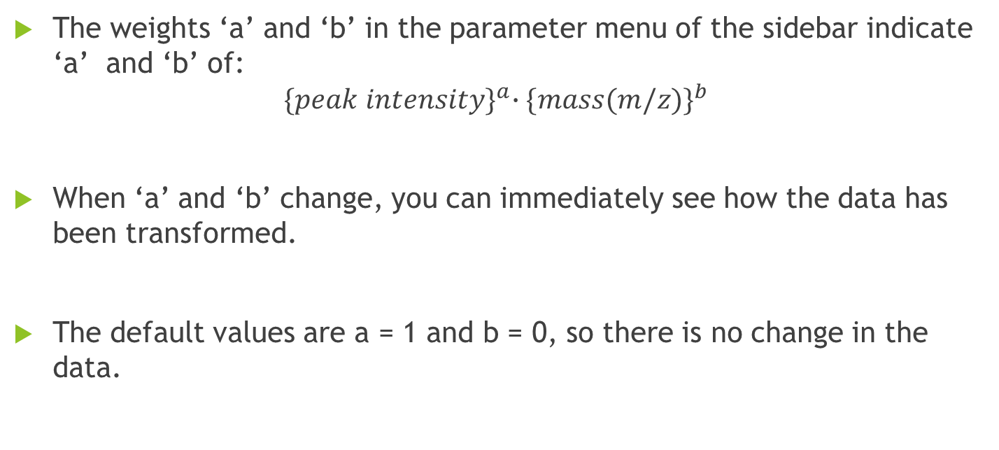 The weights ‘a’ and ‘b’ in the parameter menu of the sidebar indicate
‘a’  and ‘b’ of:
{peak intensity}ᵃ· {mass(m/z)}ᵇ
When ‘a’ and ‘b’ change, you can immediately see how the data has
been transformed.
The default values are a = 1 and b = 0, so there is no change in the
data.